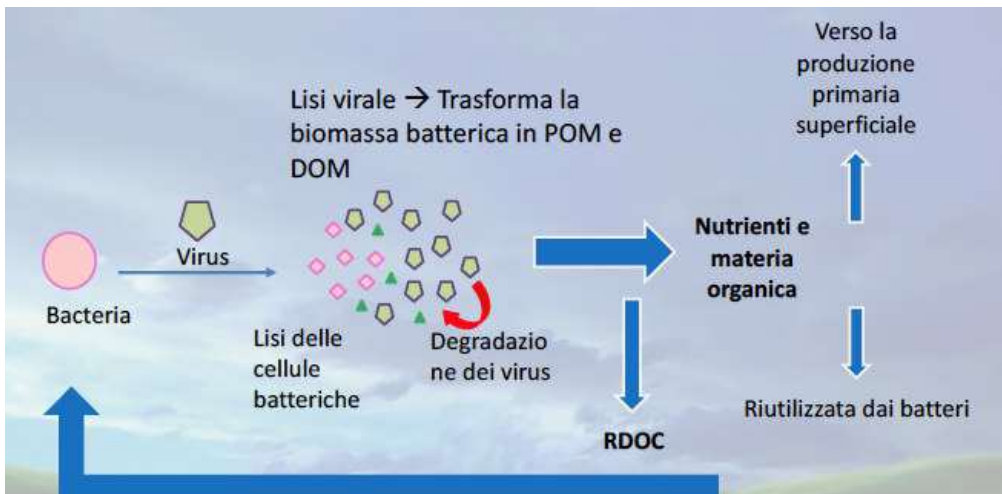 Verso la
produzione
primaria
superficiale
Lisi virale → Trasforma la
biomassa batterica in POM e
DOM
Virus
Bacteria
Nutrienti e
materia
organica
Lisi delle
cellule
batteriche
Degradazio
ne dei virus
Riutilizzata dai batteri
RDOC